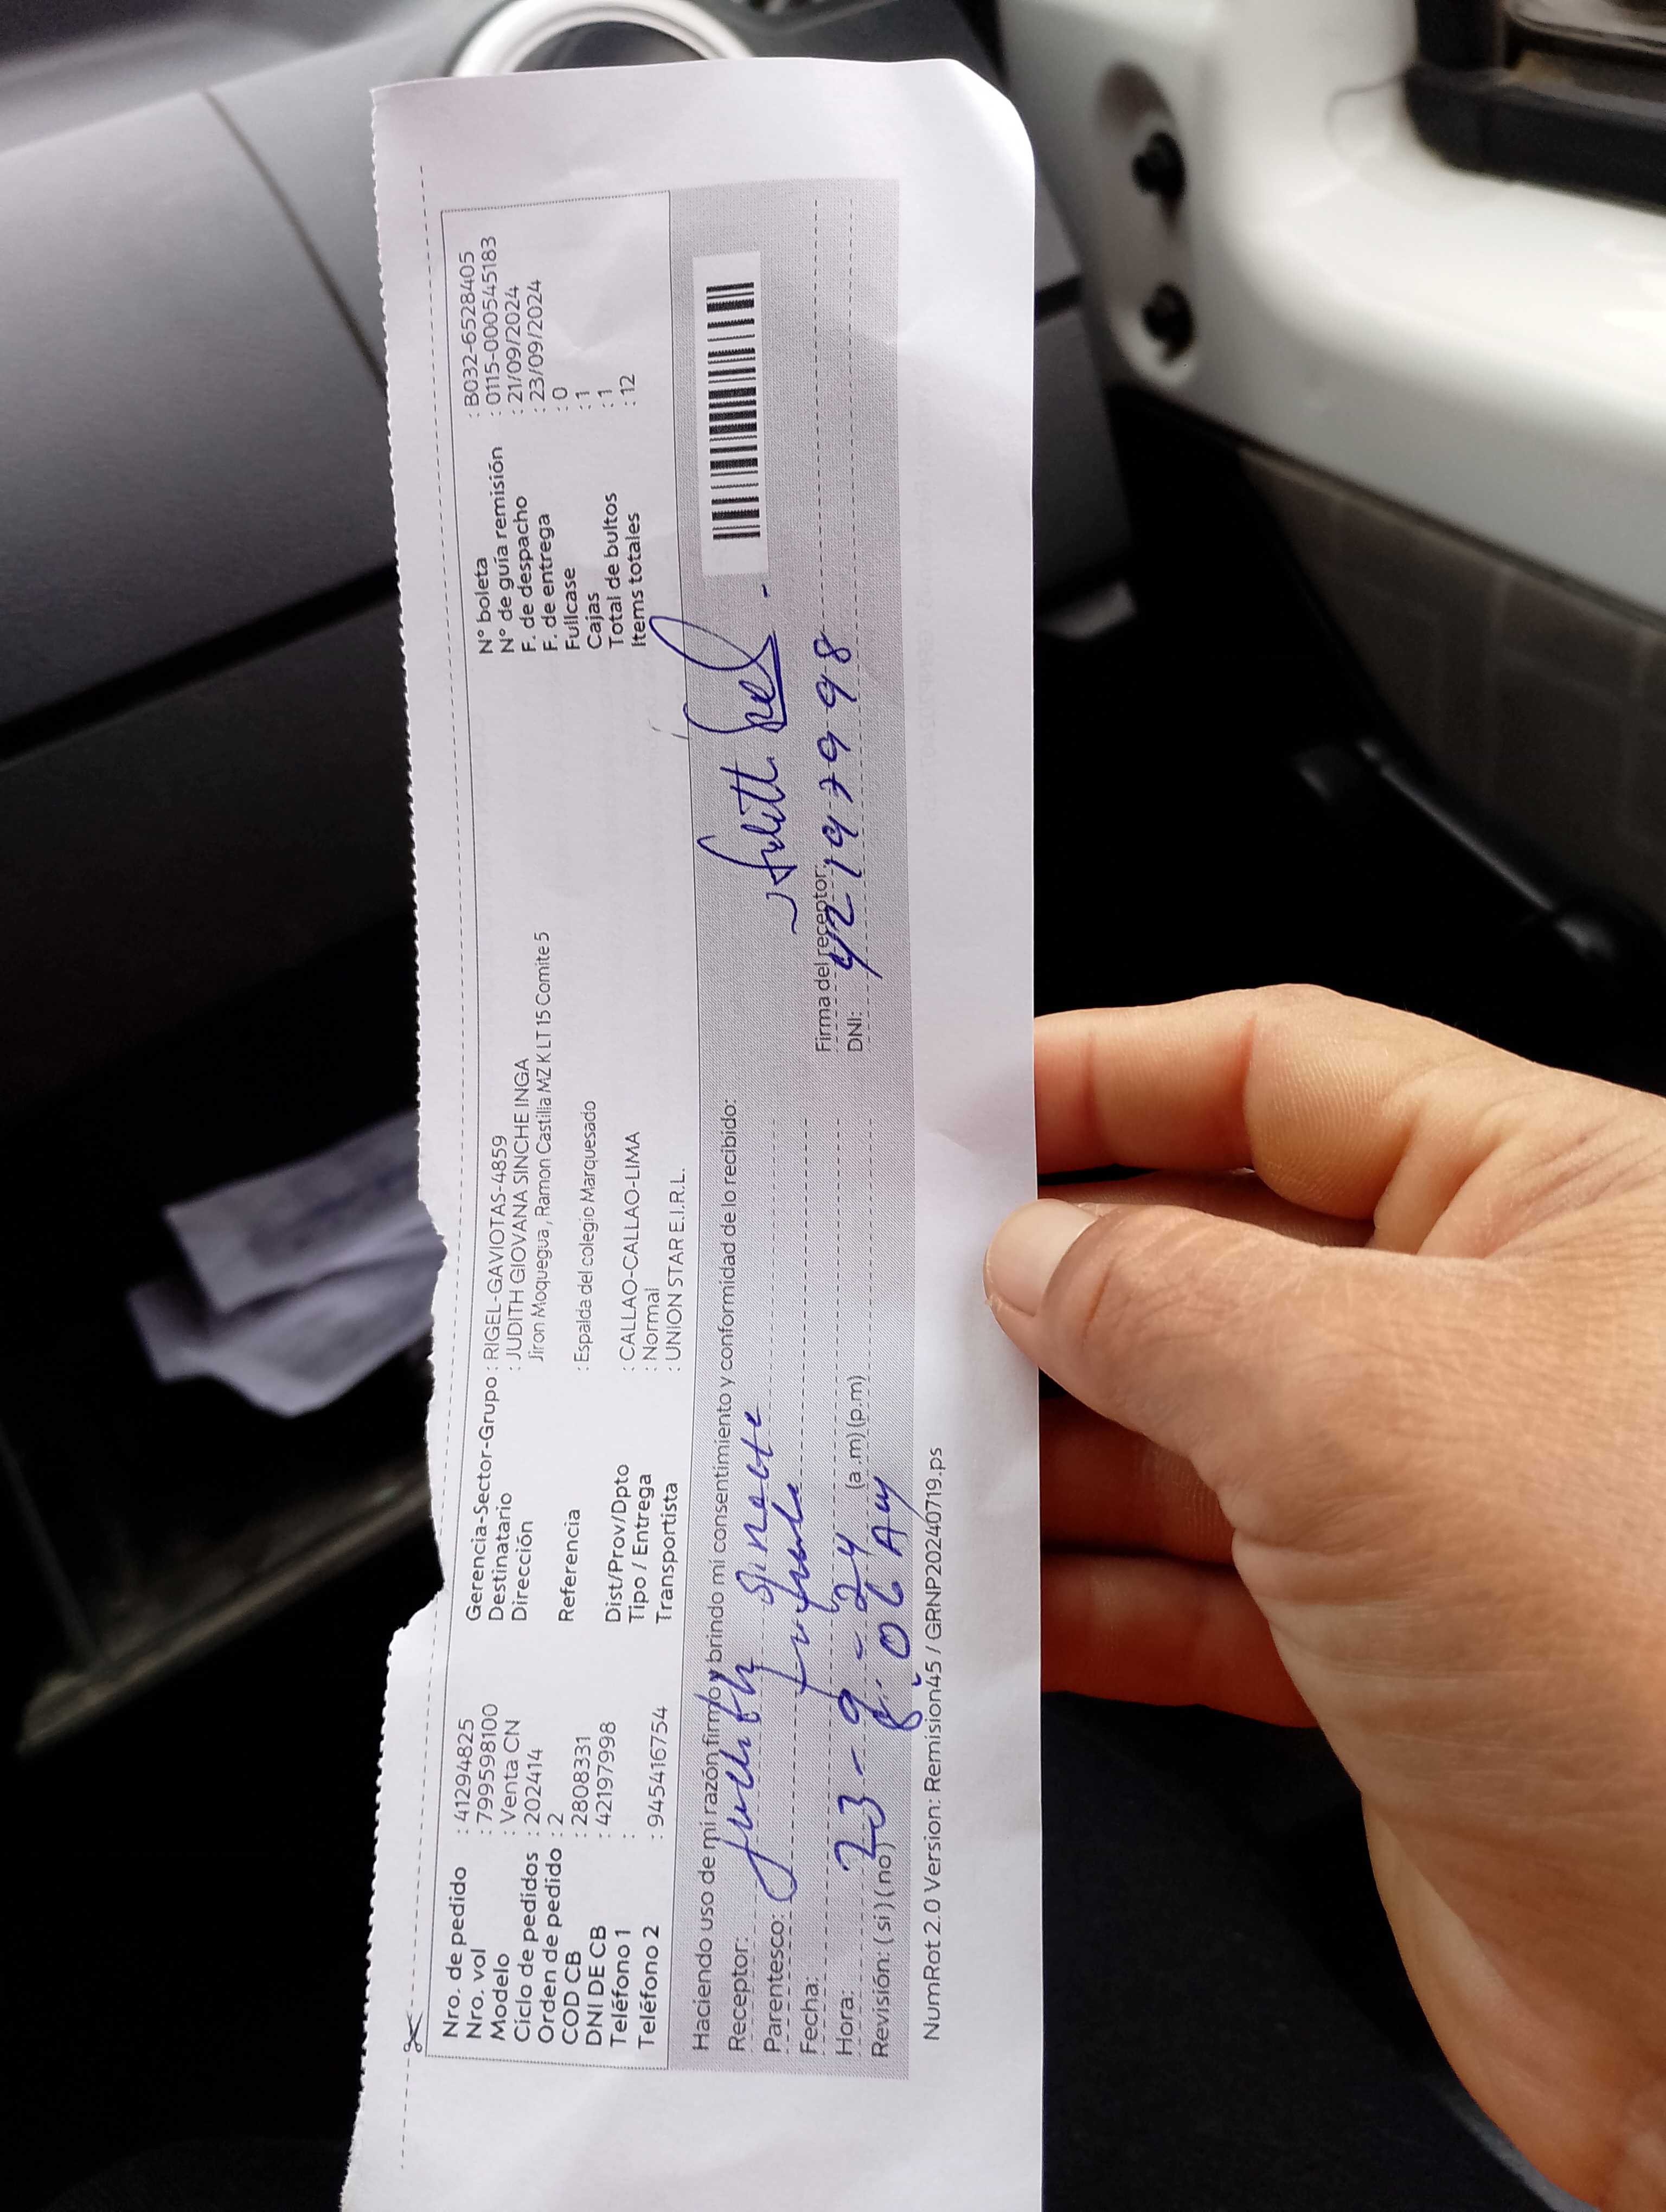 Nro. de pedido : 41294825
Nro. vol : 7995598100
Modelo : Venta CN
Ciclo de pedidos : 202414
Orden de pedido : 2
COD CB : 2808331
DNI DE CB : 42197998
Teléfono 1 :
Teléfono 2 : 945416754
Gerencia-Sector-Grupo : RIGEL-GAVIOTAS-4859
Destinatario : JUDITH GIOVANA SINCHE INGA
Dirección Jiron Moquegua , Ramon Castilla MZ K LT 15 Comite 5
Referencia : Espalda del colegio Marquesado
Dist/Prov/Dpto : CALLAO-CALLAO-LIMA
Tipo / Entrega : Normal
Transportista : UNION STAR E.I.R.L.
N° boleta : B032-6528405
N° de guía remisión : 0115-000545183
F. de despacho : 21/09/2024
F. de entrega : 23/09/2024
Fullcase : 0
Cajas : 1
Total de bultos : 1
Items totales : 12
Haciendo uso de mi razón firmo y brindo mi consentimiento y conformidad de lo recibido:
Receptor: Judith Sinche
Parentesco:
Fecha: 23-9-24
Hora: 8:06 AM (a.m)(p.m)
Revisión: ( si ) ( no )
Firma del receptor:
DNI: 42197998
NumRot 2.0 Version: Remision45 / GRNP20240719.ps